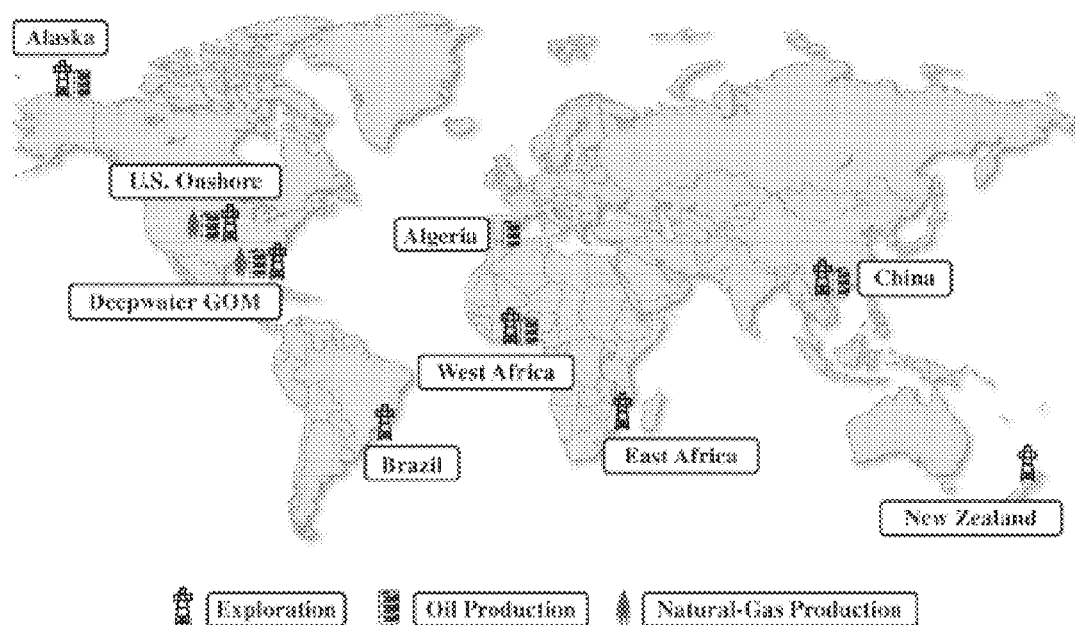 Alaska
U.S. Onshore
Algeria
China
Deepwater GOM
West Africa
Brazil
East Africa
New Zealand
Exploration
Oil Production
Natural-Gas Production